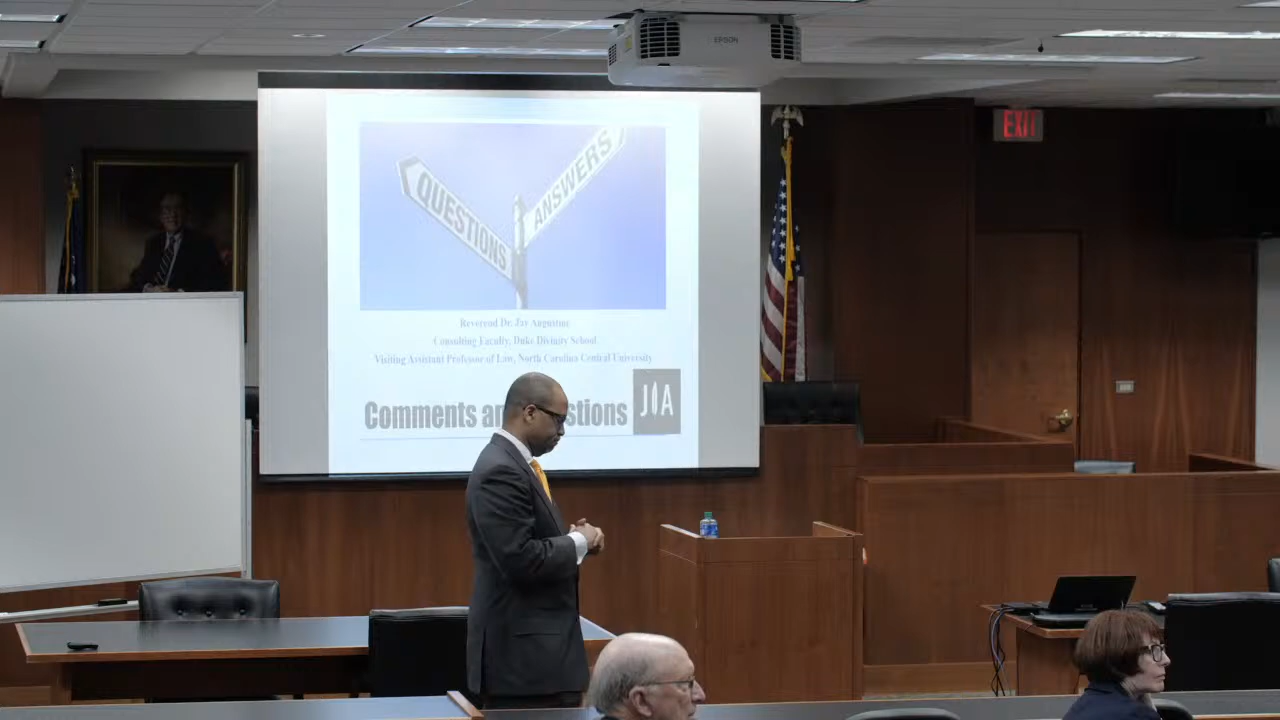 EPSON
EXIT
QUESTIONS
ANSWERS
Reverend Dr. Jay Augustine
Consulting Faculty, Duke Divinity School
Visiting Assistant Professor of Law, North Carolina Central University
Comments an stions
JA